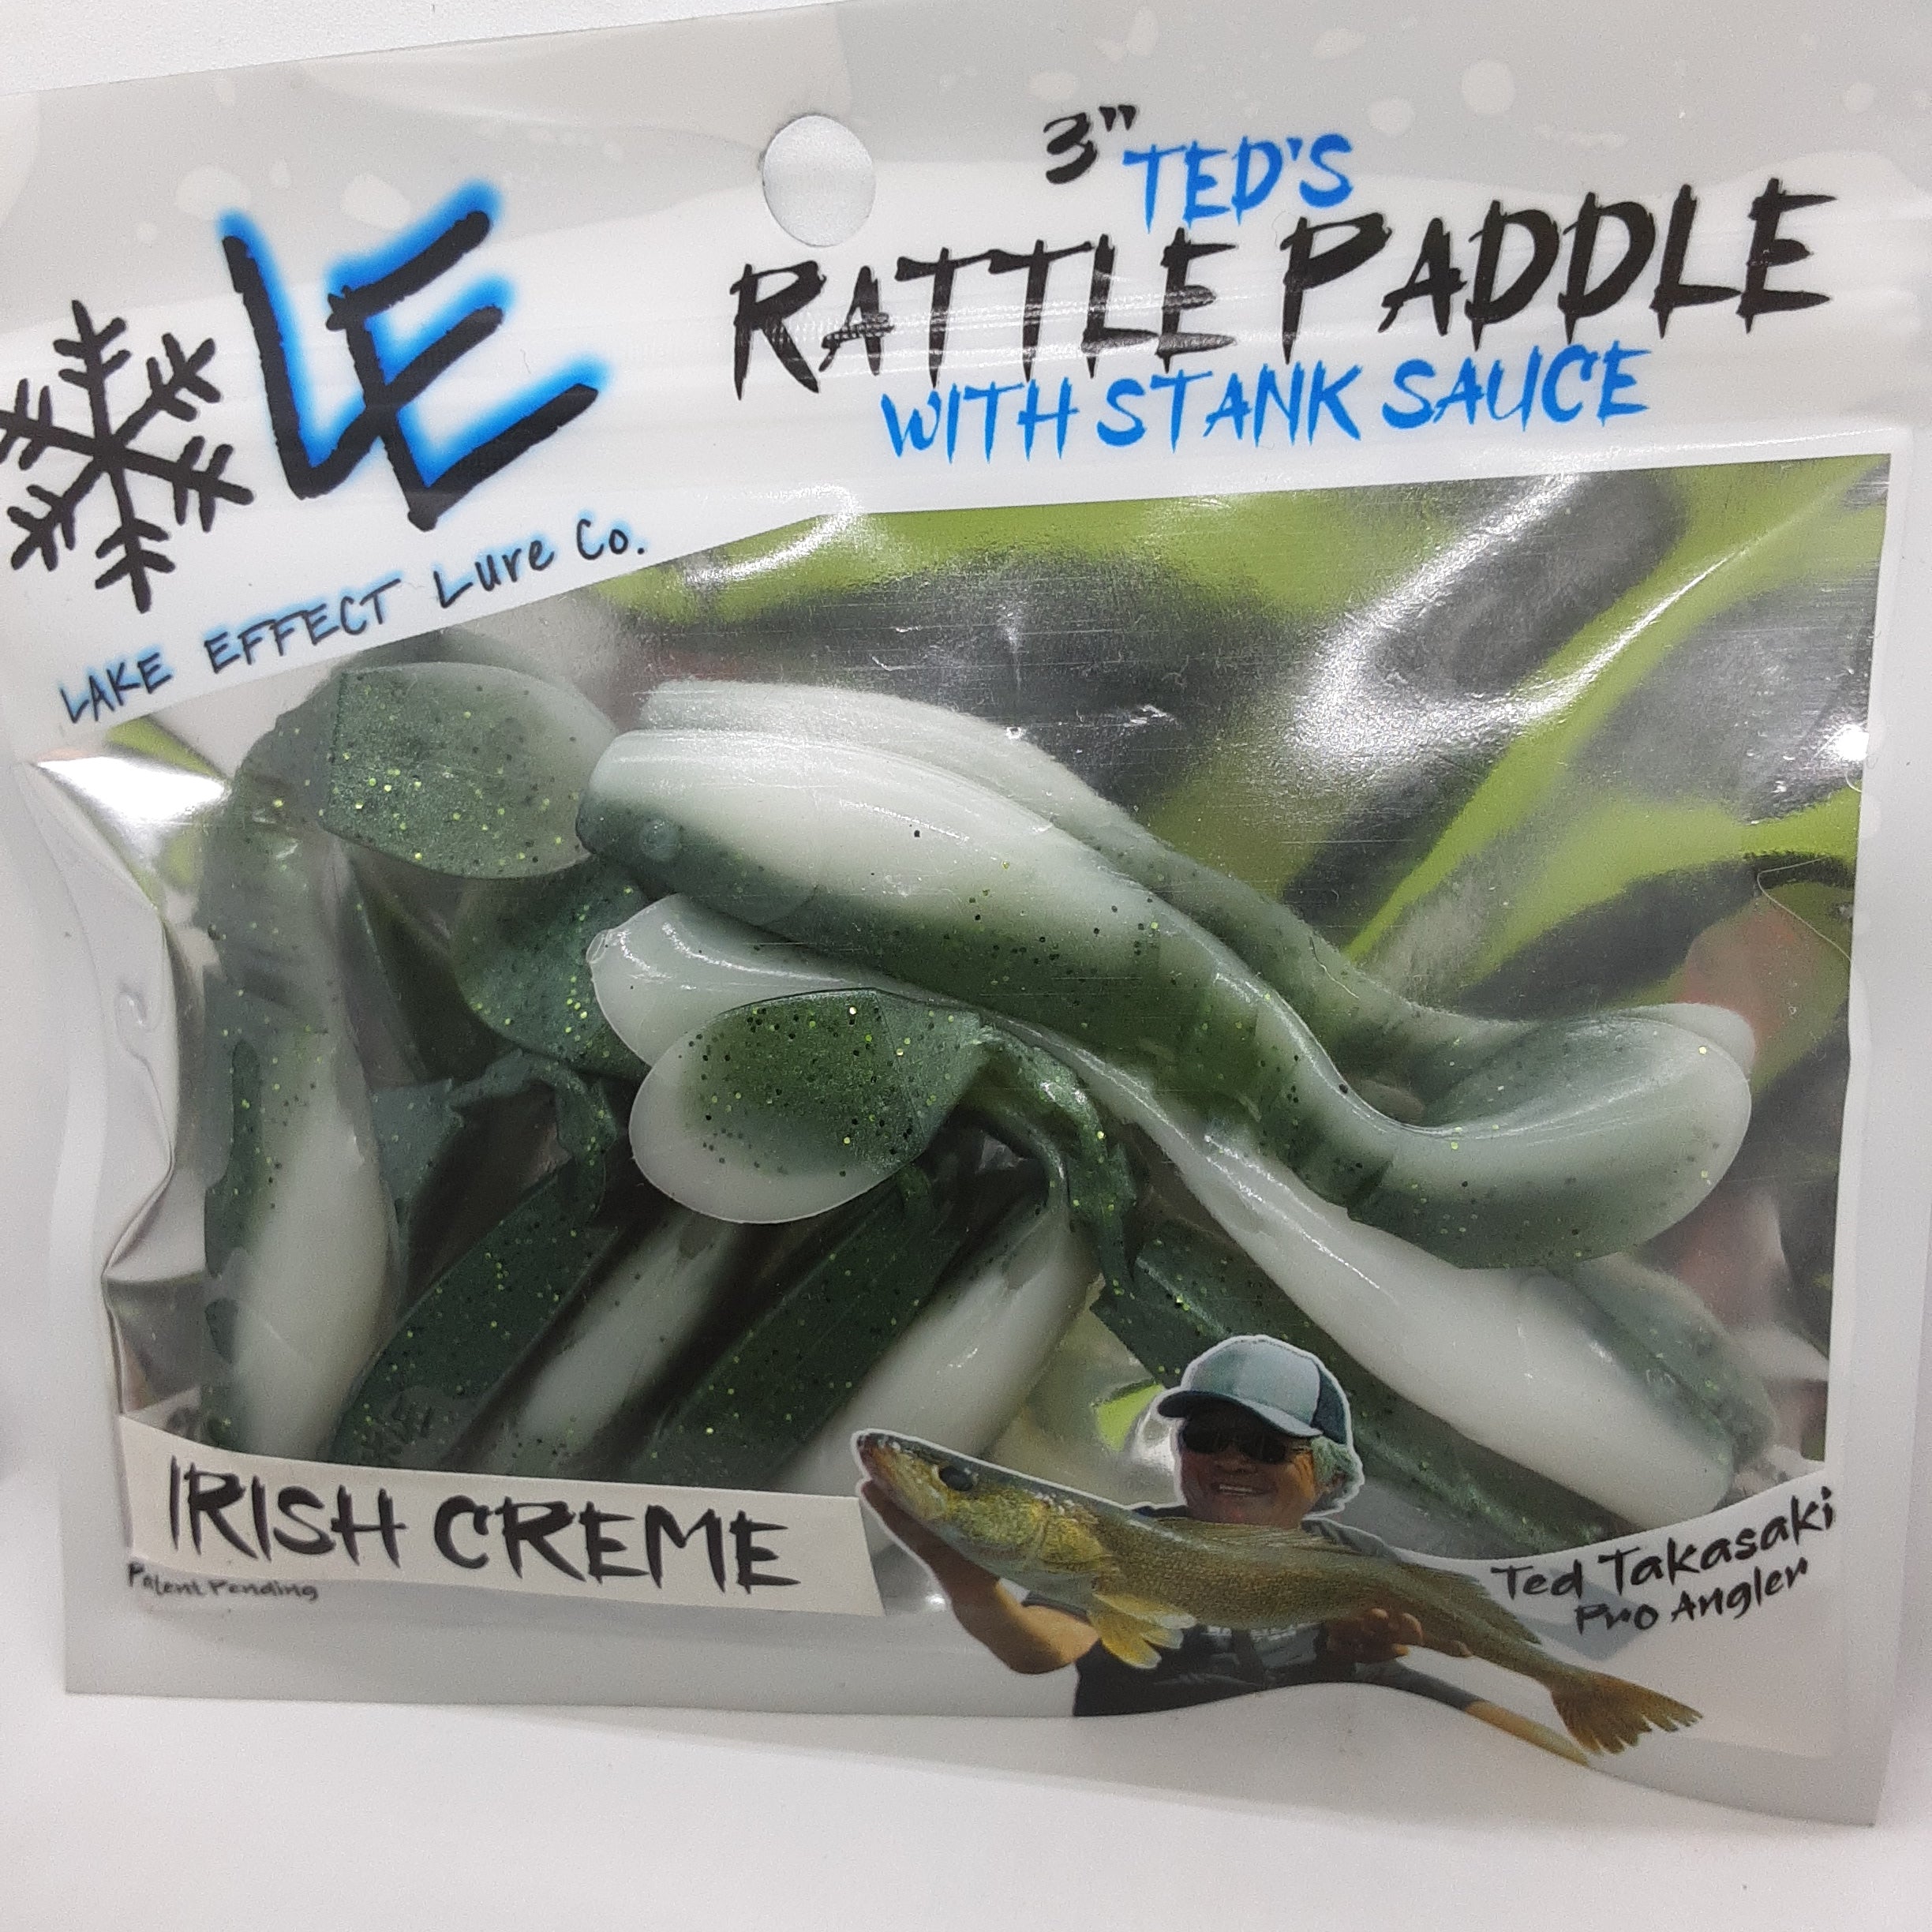 LE
LAKE EFFECT Lure Co.
3" TED'S
RATTLE PADDLE
WITH STANK SAUCE
IRISH CREME
Patent Pending
Ted Takasaki
Pro Angler